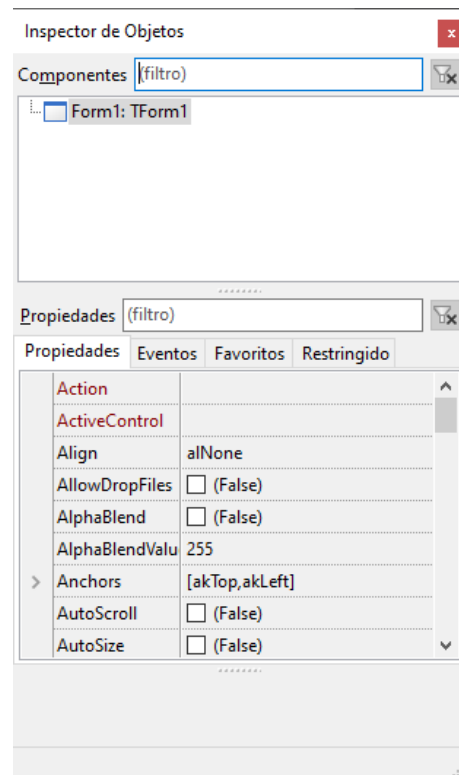 Inspector de Objetos x
Componentes (filtro)
Form1: TForm1
Propiedades (filtro)
Propiedades Eventos Favoritos Restringido
Action
ActiveControl
Align alNone
AllowDropFiles (False)
AlphaBlend (False)
AlphaBlendValu 255
Anchors [akTop,akLeft]
AutoScroll (False)
AutoSize (False)